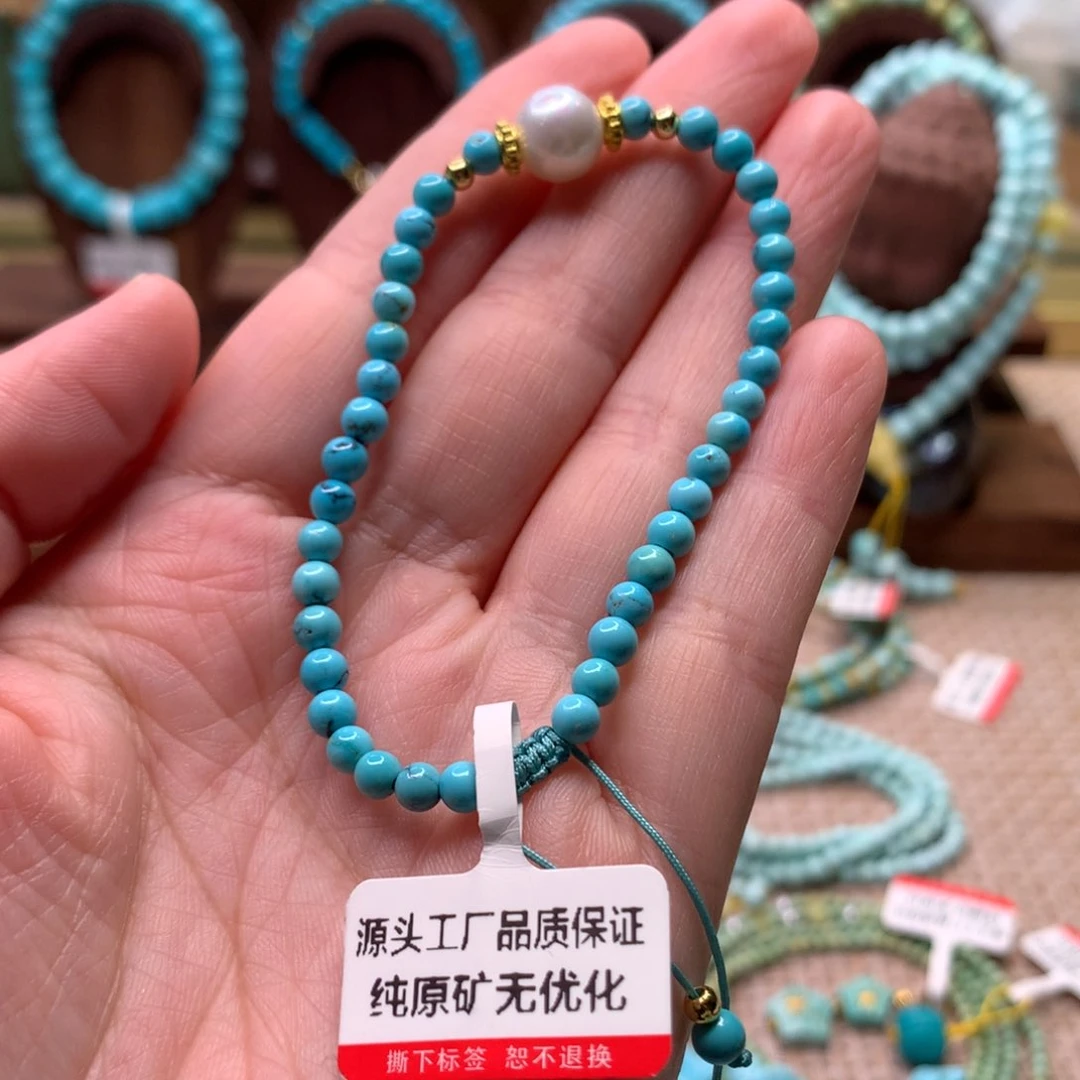 源头工厂品质保证
纯原矿无优化
撕下标签 恕不退换